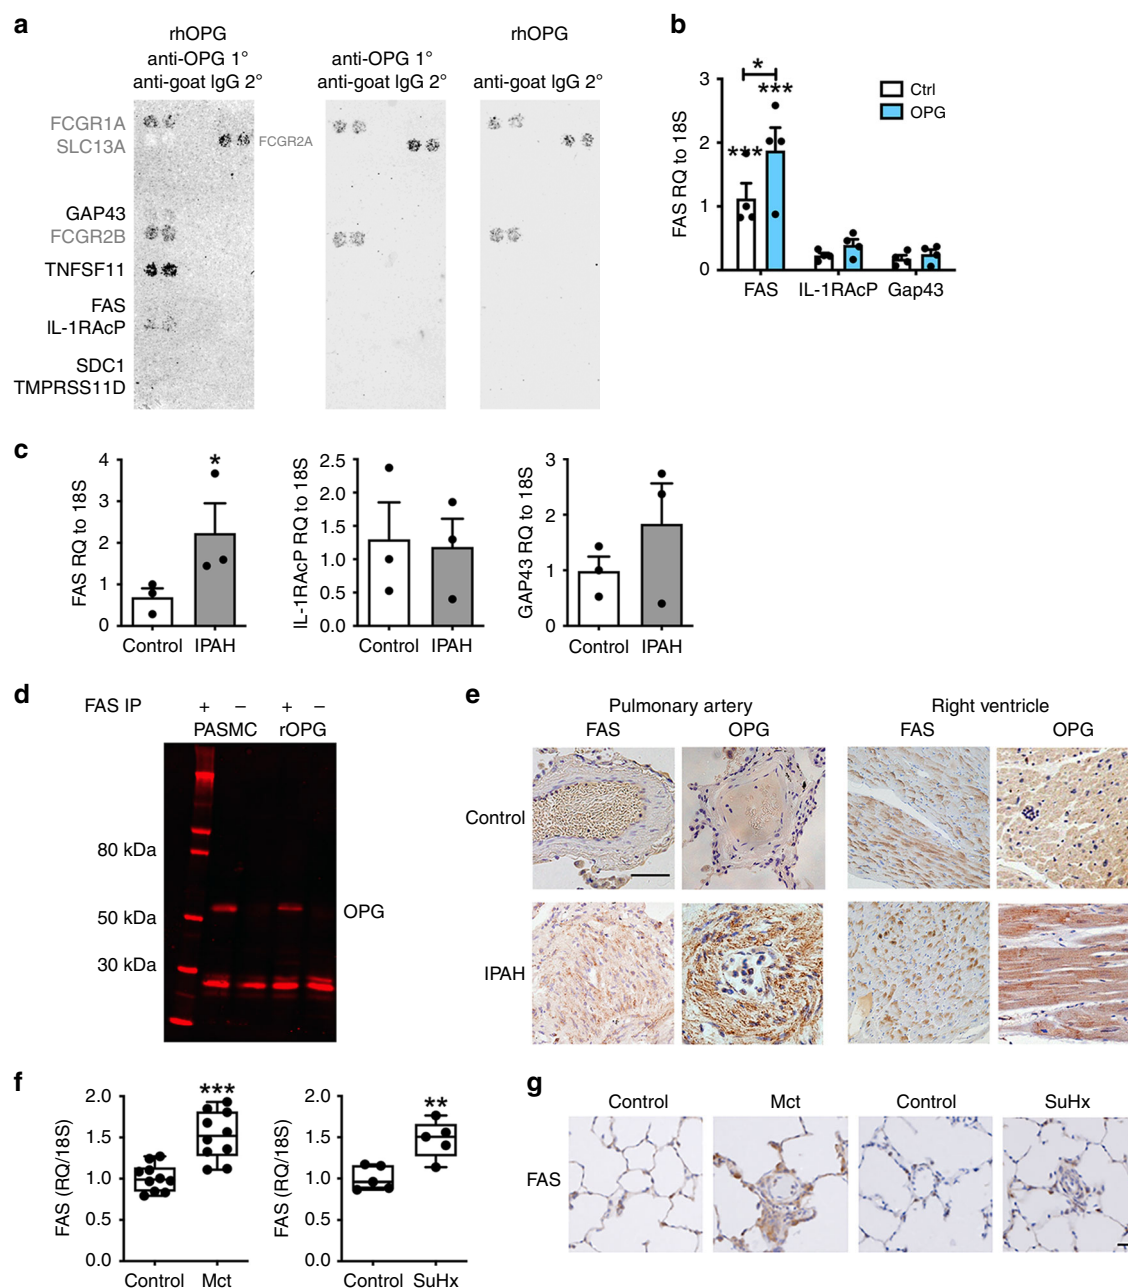 a
rhOPG
anti-OPG 1°
anti-goat IgG 2°
anti-OPG 1°
anti-goat IgG 2°
rhOPG
anti-goat IgG 2°
FCGR1A
SLC13A
FCGR2A
GAP43
FCGR2B
TNFSF11
FAS
IL-1RAcP
SDC1
TMPRSS11D
b
FAS RQ to 18S
3
2
1
0
*
***
***
Ctrl
OPG
FAS
IL-1RAcP
Gap43
c
FAS RQ to 18S
4
3
2
1
0
*
Control
IPAH
IL-1RAcP RQ to 18S
2.5
2.0
1.5
1.0
0.5
0.0
Control
IPAH
GAP43 RQ to 18S
3
2
1
0
Control
IPAH
d
FAS IP + – + –
PASMC rOPG
80 kDa
50 kDa
30 kDa
OPG
e
Pulmonary artery
Right ventricle
FAS
OPG
FAS
OPG
Control
IPAH
f
FAS (RQ/18S)
2.0
1.5
1.0
0.5
0.0
***
Control
Mct
FAS (RQ/18S)
2.0
1.5
1.0
0.5
0.0
**
Control
SuHx
g
Control
Mct
Control
SuHx
FAS